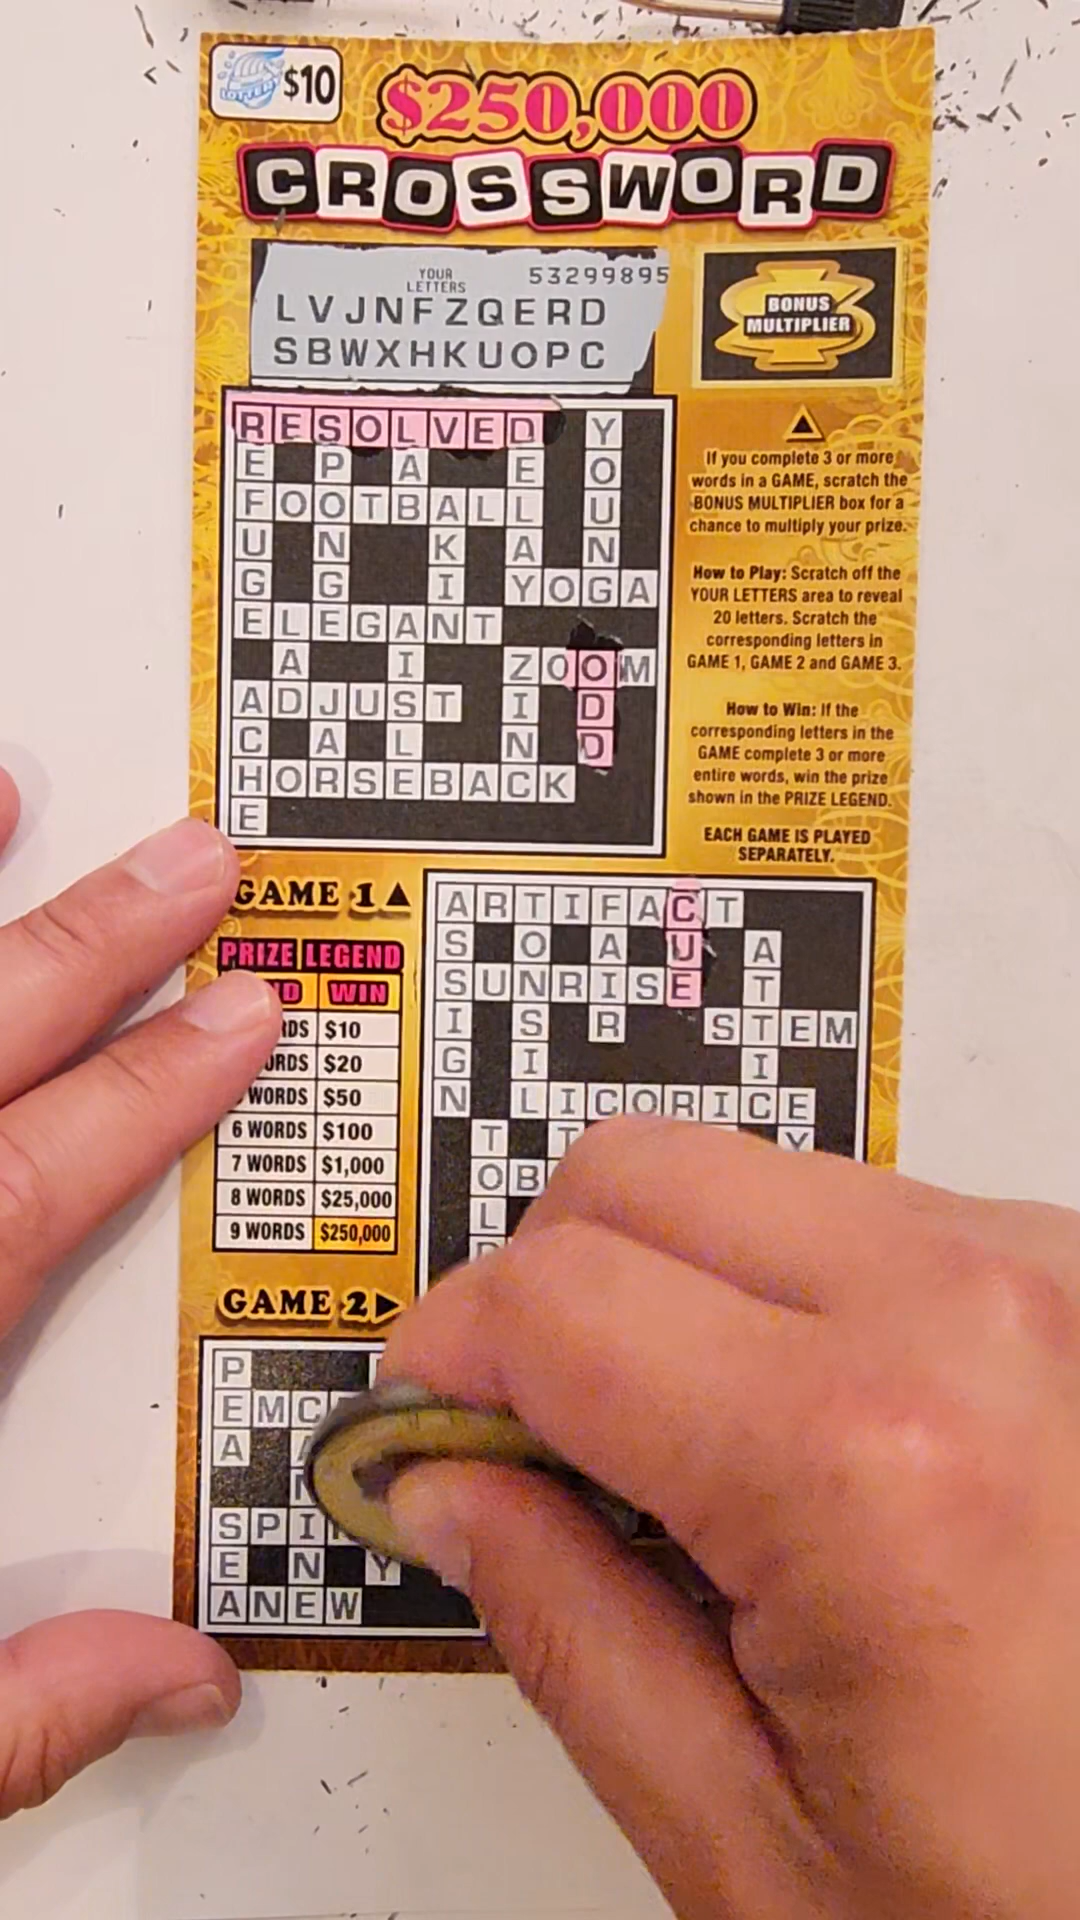 LOTTERY $10
$250,000
CROSSWORD
YOUR
LETTERS
53299895
LVJNFZQERD
SBWXHKUOPC
BONUS
MULTIPLIER
If you complete 3 or more
words in a GAME, scratch the
BONUS MULTIPLIER box for a
chance to multiply your prize.
How to Play: Scratch off the
YOUR LETTERS area to reveal
20 letters. Scratch the
corresponding letters in
GAME 1, GAME 2 and GAME 3.
How to Win: If the
corresponding letters in the
GAME complete 3 or more
entire words, win the prize
shown in the PRIZE LEGEND.
EACH GAME IS PLAYED
SEPARATELY.
RESOLVED Y
E P A E O
FOOTBALL U
U N K A N
G G I YOGA
ELEGANT
A I ZOOM
ADJUST I D
C A L N D
HORSEBACK
E
GAME 1▲
PRIZE LEGEND
WIN
$10
$20
WORDS $50
6 WORDS $100
7 WORDS $1,000
8 WORDS $25,000
9 WORDS $250,000
GAME 2▶
ARTIFACT
S O A U A
SUNRISE T
I S R STEM
G I I
N LICORICE
T I Y
OB
L
D
P
EMC
A A
N
SPI
E N Y
ANEW